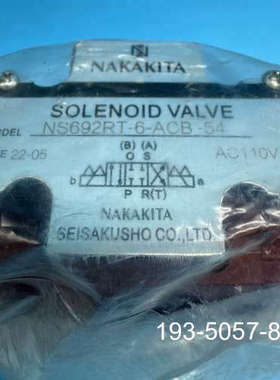 N
NAKAKITA
SOLENOID VALVE
MODEL NS692RT-6-ACB-54
22-05 AC110V
(B) (A)
O S
b a
P R(T)
NAKAKITA
SEISAKUSHO CO.,LTD.
193-5057-8